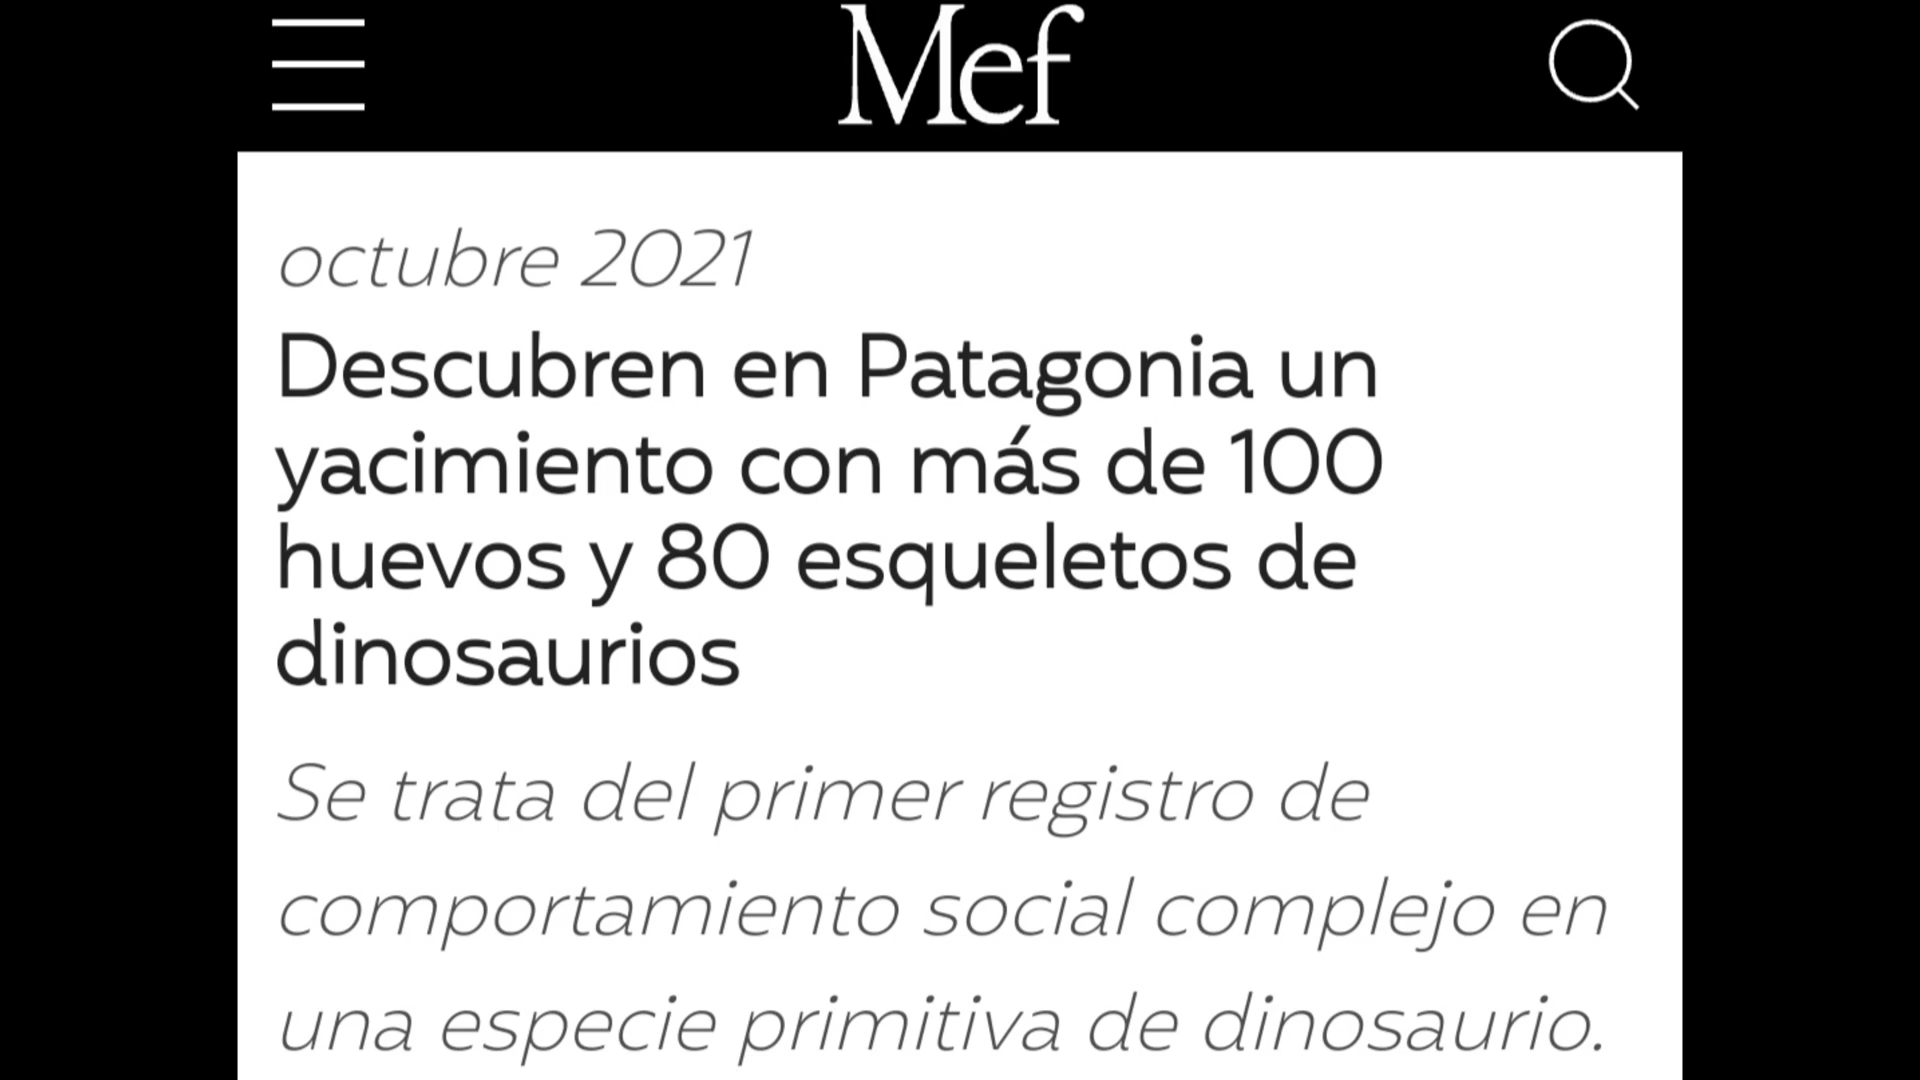 Mef
octubre 2021
Descubren en Patagonia un
yacimiento con más de 100
huevos y 80 esqueletos de
dinosaurios
Se trata del primer registro de
comportamiento social complejo en
una especie primitiva de dinosaurio.